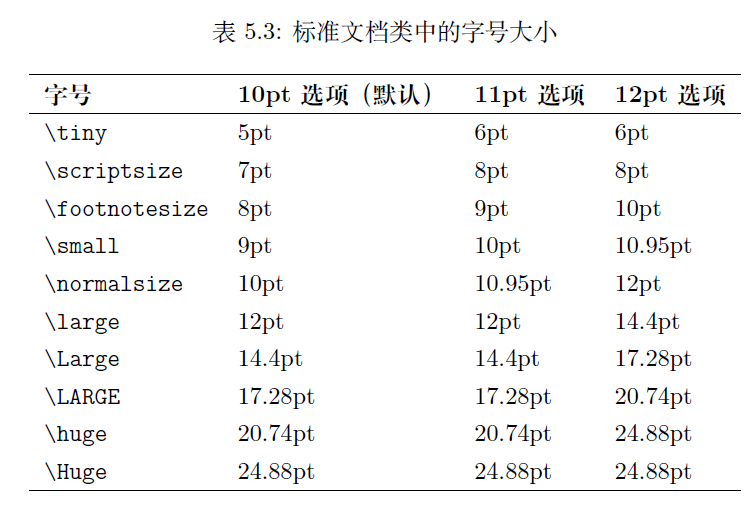 表 5.3: 标准文档类中的字号大小
字号 10pt 选项（默认） 11pt 选项 12pt 选项
\tiny 5pt 6pt 6pt
\scriptsize 7pt 8pt 8pt
\footnotesize 8pt 9pt 10pt
\small 9pt 10pt 10.95pt
\normalsize 10pt 10.95pt 12pt
\large 12pt 12pt 14.4pt
\Large 14.4pt 14.4pt 17.28pt
\LARGE 17.28pt 17.28pt 20.74pt
\huge 20.74pt 20.74pt 24.88pt
\Huge 24.88pt 24.88pt 24.88pt